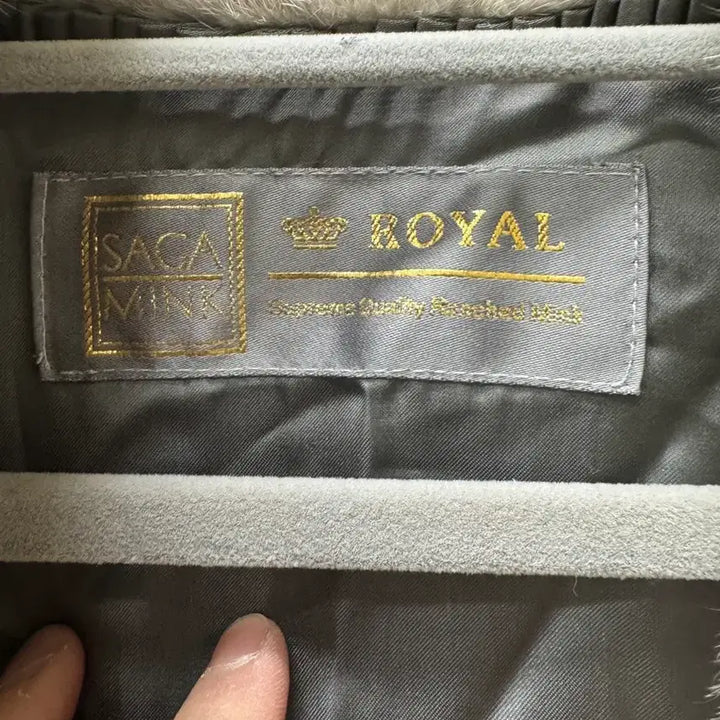 SAGA
MINK
ROYAL
Supreme Quality Ranched Mink